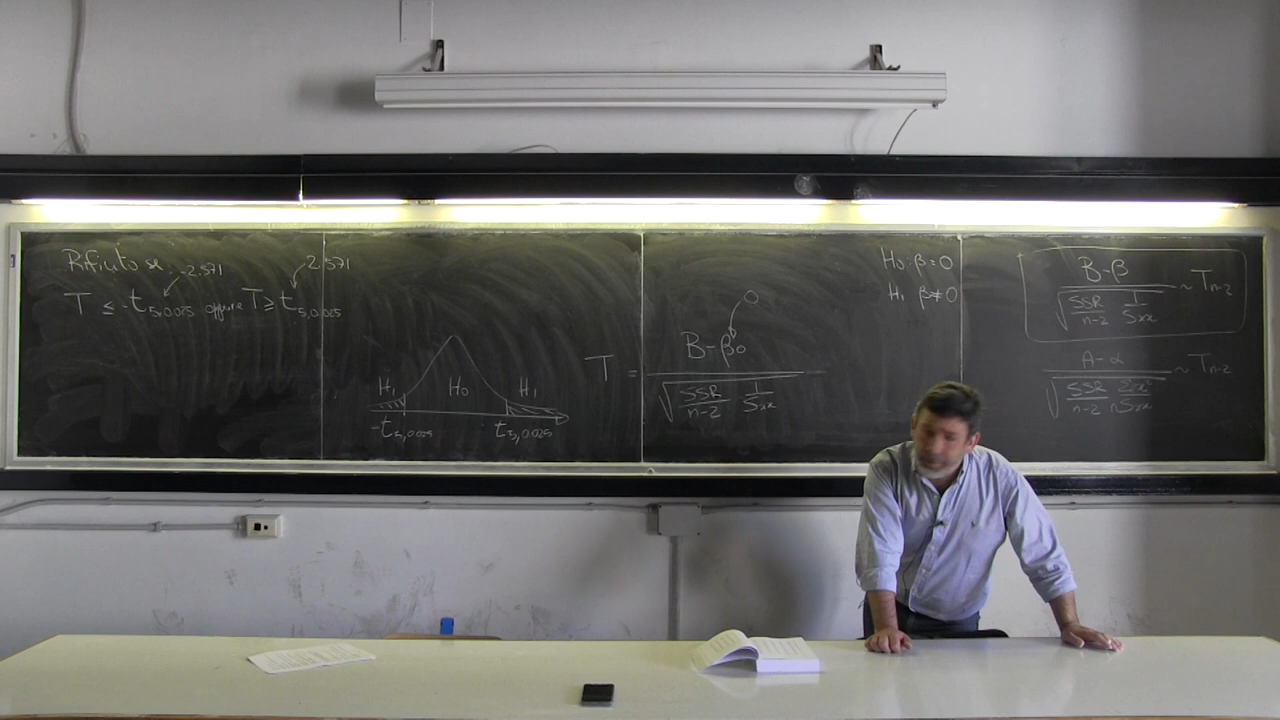 Rifiuto se: -2.571 2.571
T ≤ -t5,0.025 oppure T ≥ t5,0.025
H1 H0 H1
-t5,0.025 t5,0.025
0
T = B-β0 / √(SSR/n-2 1/Sxx)
H0: β=0
H1 β≠0
B-β / √(SSR/n-2 1/Sxx) ~ Tn-2
A-α / √(SSR/n-2 Σxi²/nSxx) ~ Tn-2